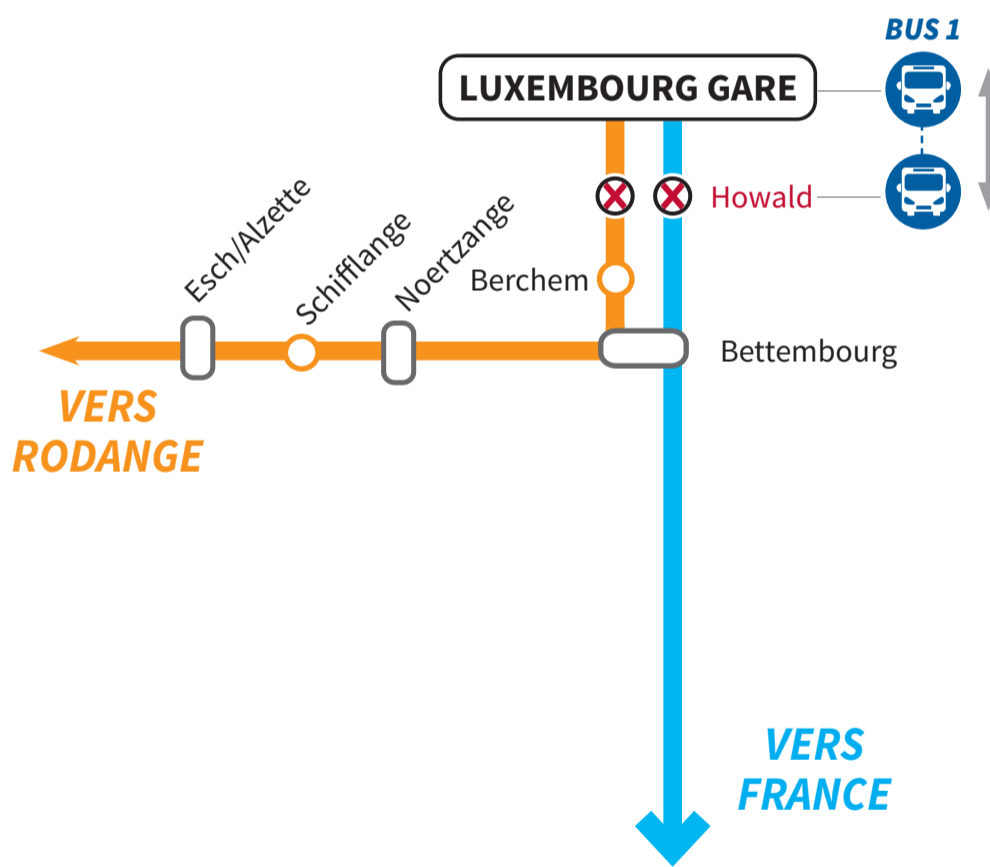 BUS 1
LUXEMBOURG GARE
Howald
Esch/Alzette
Schifflange
Noertzange
Berchem
Bettembourg
VERS
RODANGE
VERS
FRANCE